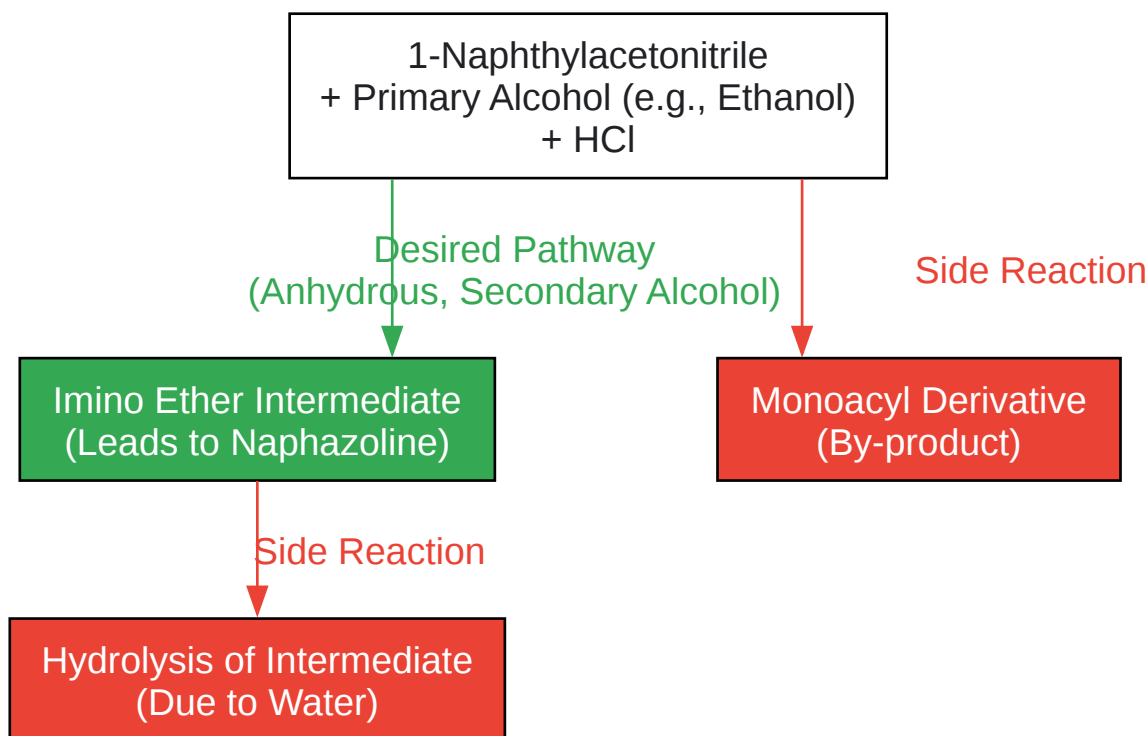 1-Naphthylacetonitrile
+ Primary Alcohol (e.g., Ethanol)
+ HCl
Desired Pathway
(Anhydrous, Secondary Alcohol)
Side Reaction
Imino Ether Intermediate
(Leads to Naphazoline)
Monoacyl Derivative
(By-product)
Side Reaction
Hydrolysis of Intermediate
(Due to Water)